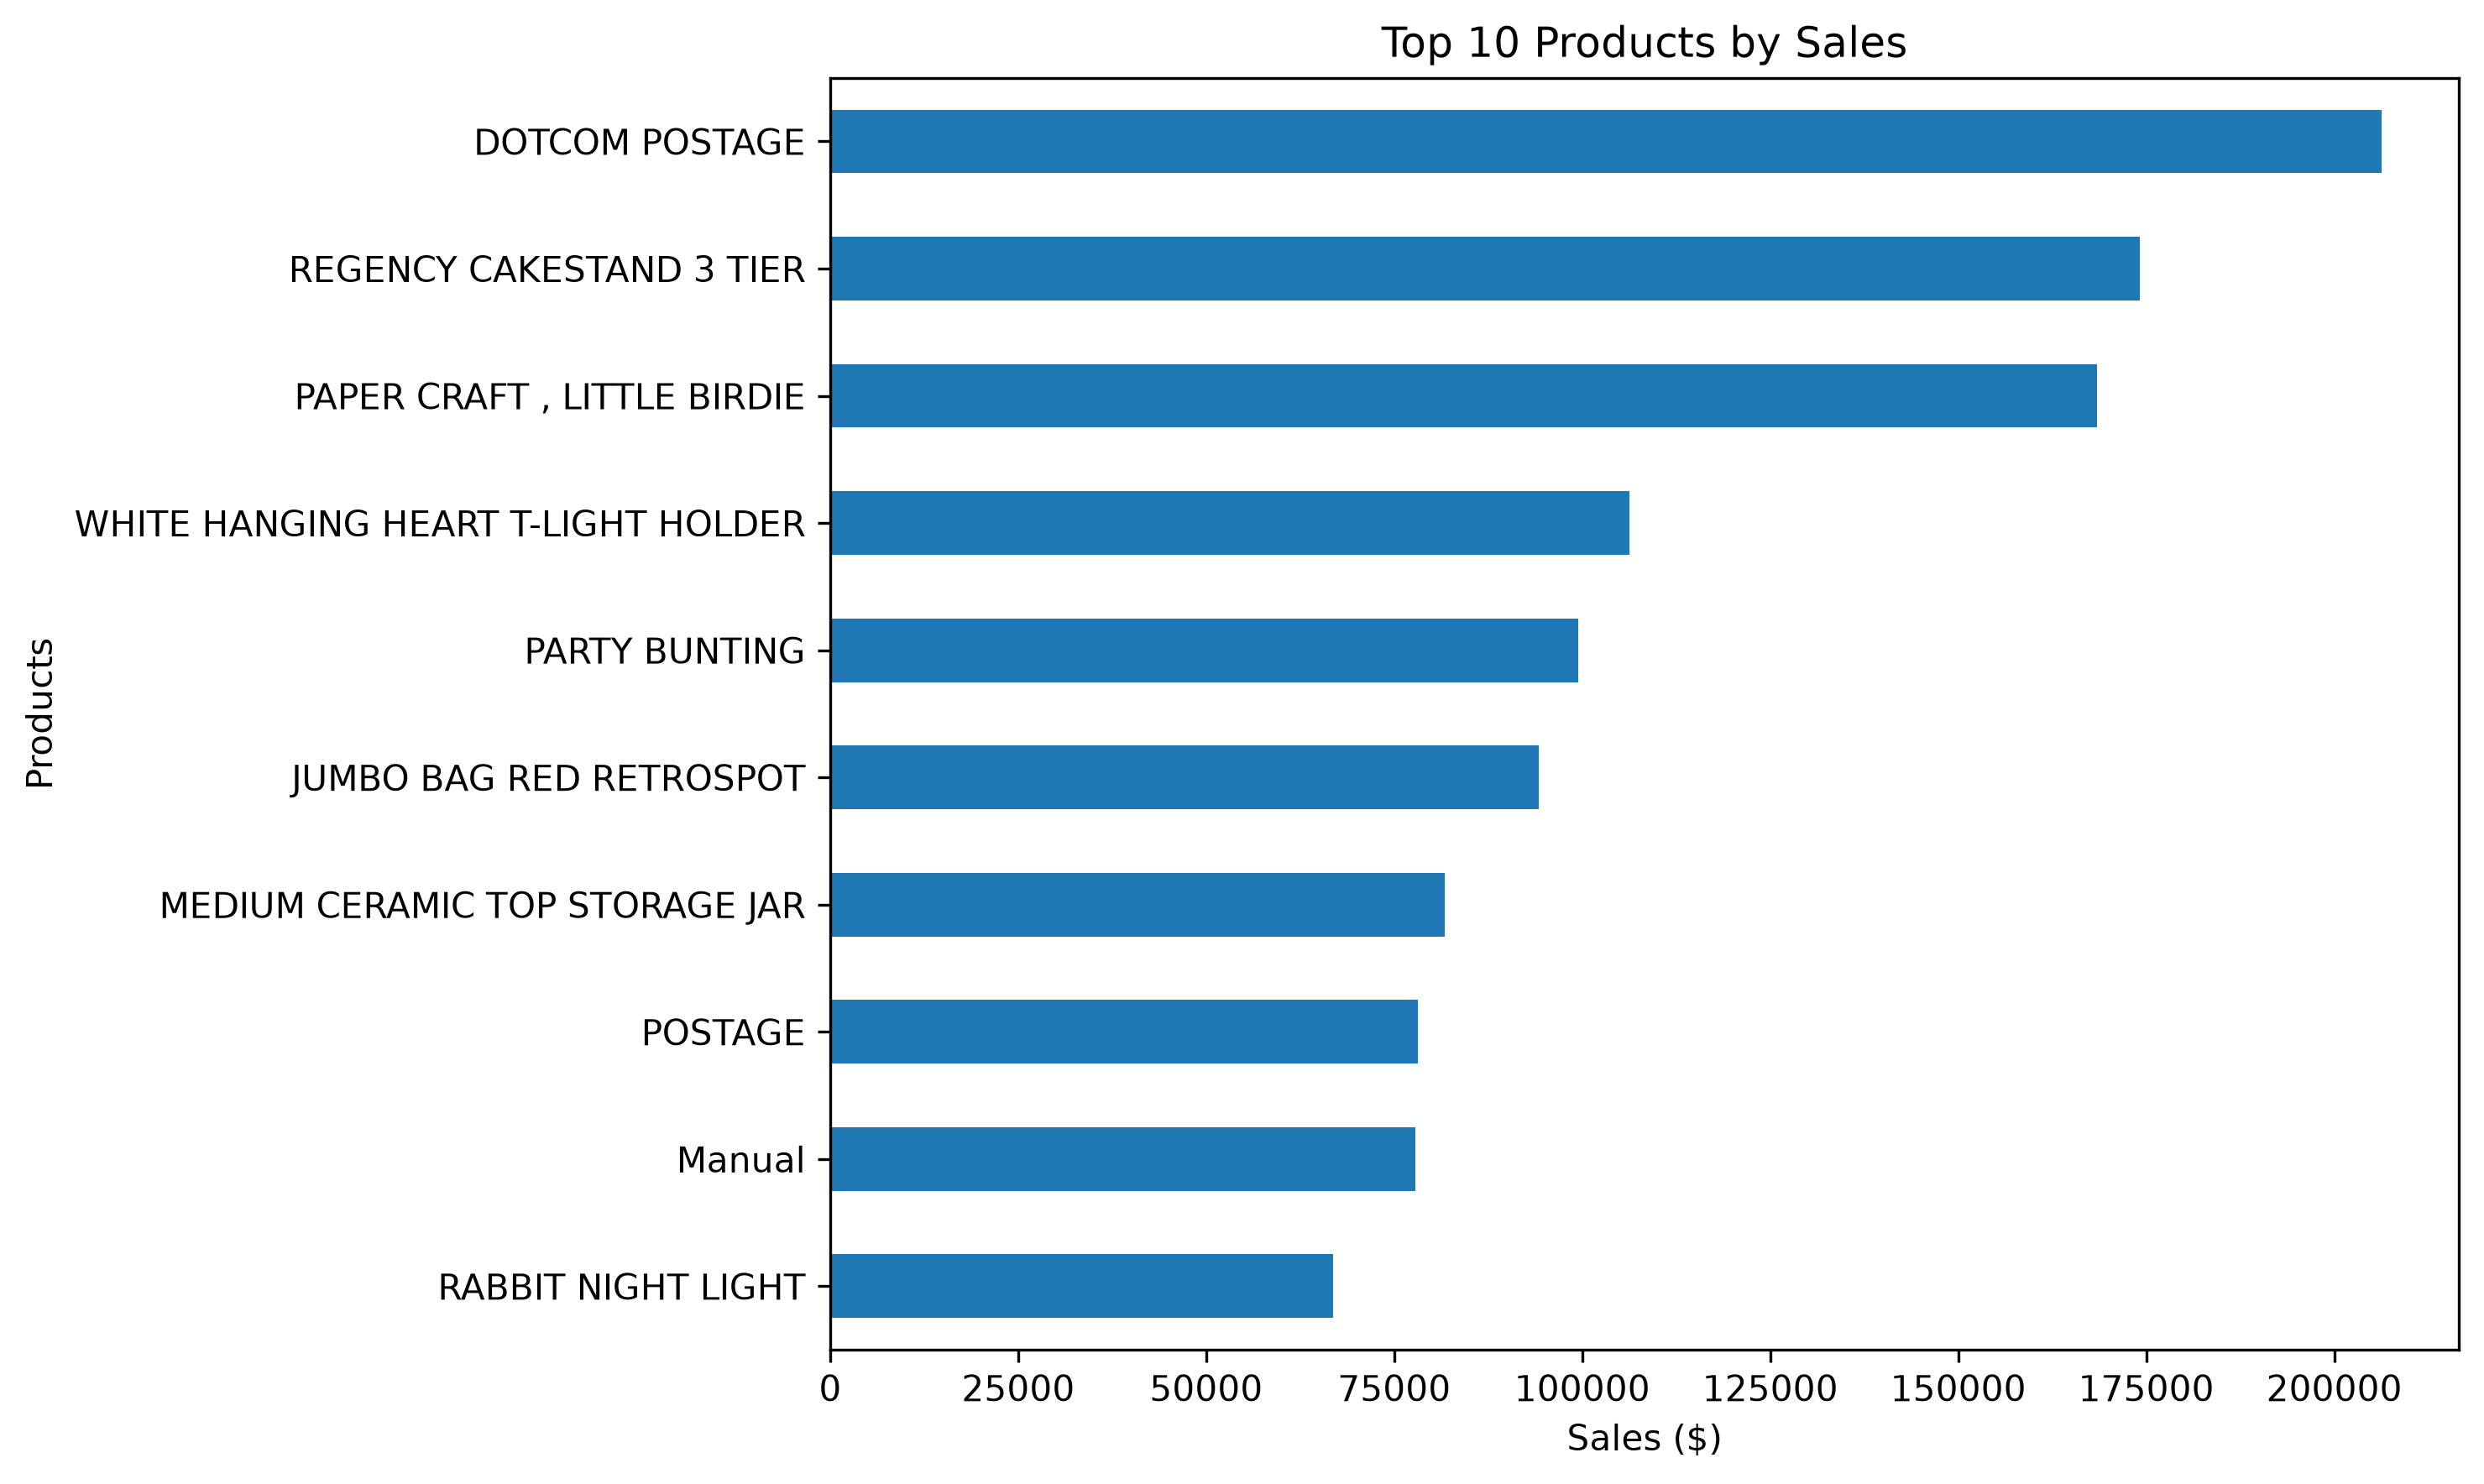 Top 10 Products by Sales
Products
DOTCOM POSTAGE
REGENCY CAKESTAND 3 TIER
PAPER CRAFT , LITTLE BIRDIE
WHITE HANGING HEART T-LIGHT HOLDER
PARTY BUNTING
JUMBO BAG RED RETROSPOT
MEDIUM CERAMIC TOP STORAGE JAR
POSTAGE
Manual
RABBIT NIGHT LIGHT
0 25000 50000 75000 100000 125000 150000 175000 200000
Sales ($)